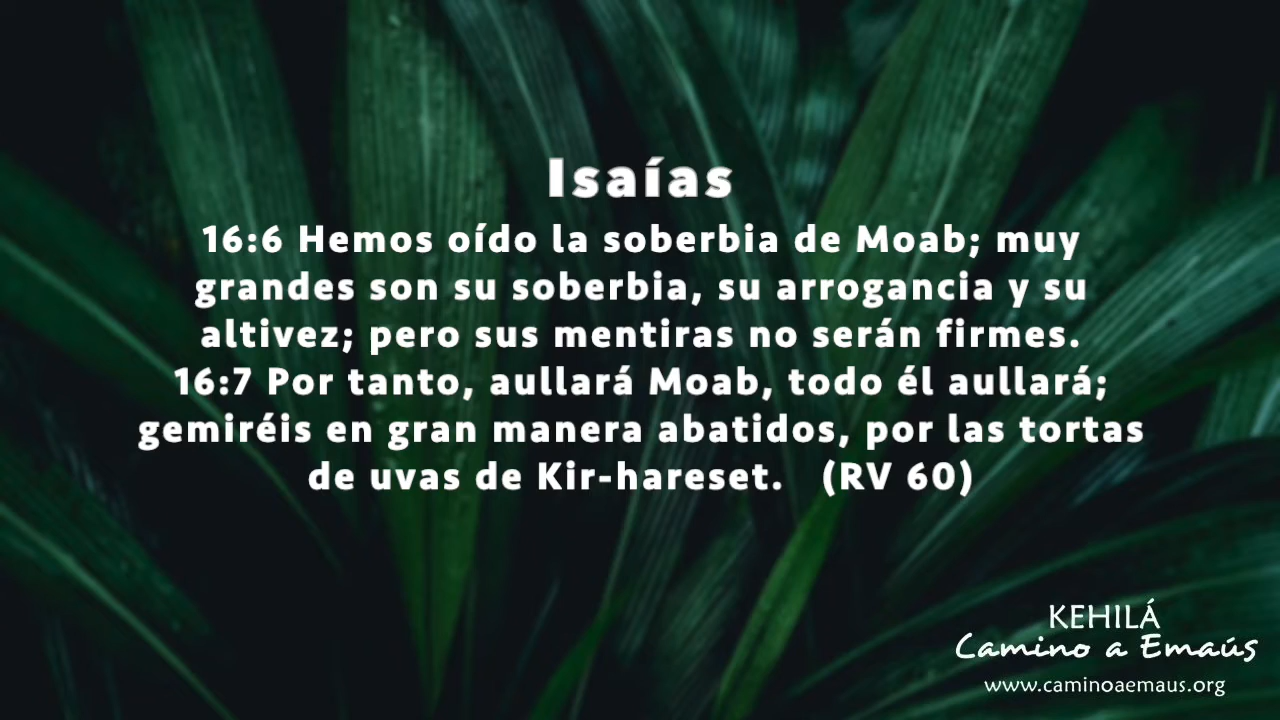 Isaías
16:6 Hemos oído la soberbia de Moab; muy
grandes son su soberbia, su arrogancia y su
altivez; pero sus mentiras no serán firmes.
16:7 Por tanto, aullará Moab, todo él aullará;
gemiréis en gran manera abatidos, por las tortas
de uvas de Kir-hareset. (RV 60)
KEHILÁ
Camino a Emaús
www.caminoaemaus.org